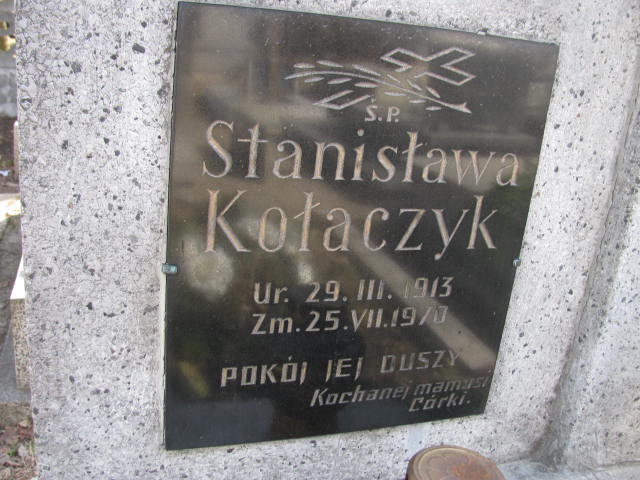 Ś.P.
Stanisława
Kołaczyk
Ur. 29. III. 1913
Zm. 25. VII. 1970
POKÓJ JEJ DUSZY
Kochanej mamusi
Córki.